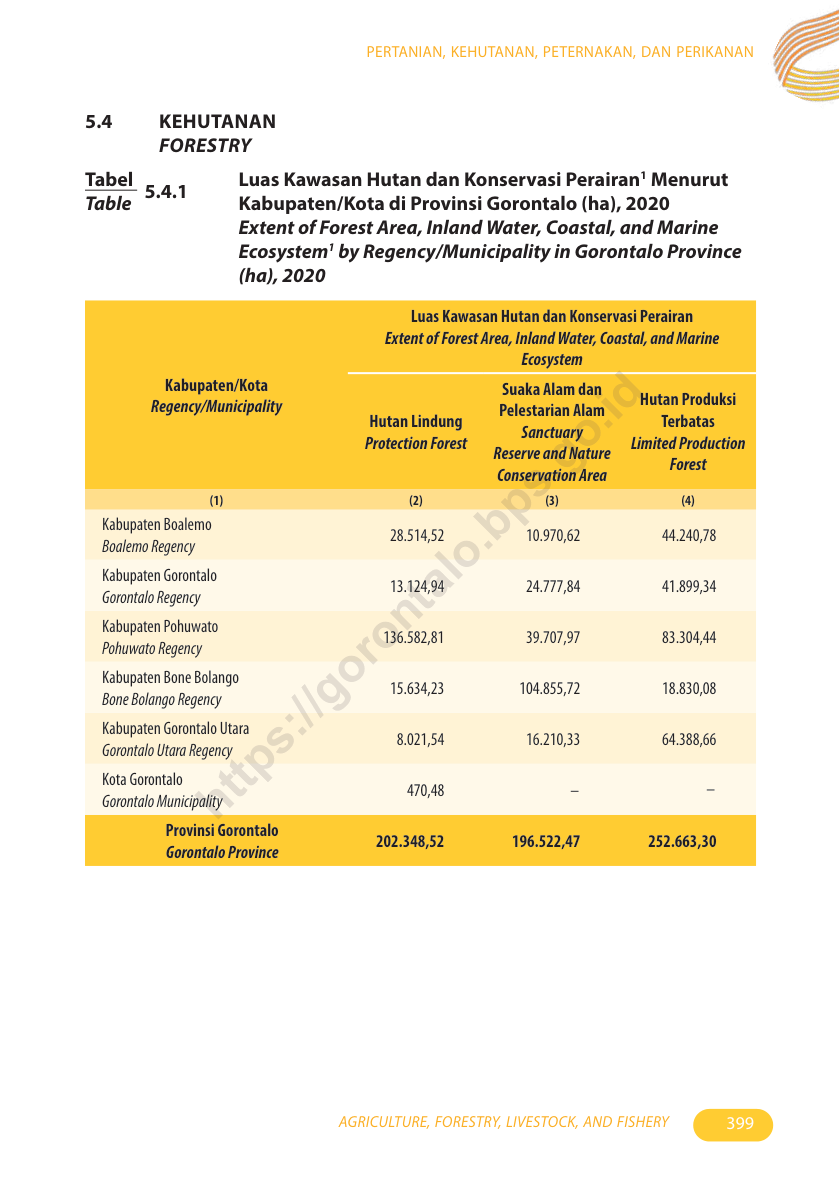 PERTANIAN, KEHUTANAN, PETERNAKAN, DAN PERIKANAN
5.4 KEHUTANAN
FORESTRY
Tabel
Table
5.4.1
Luas Kawasan Hutan dan Konservasi Perairan¹ Menurut
Kabupaten/Kota di Provinsi Gorontalo (ha), 2020
Extent of Forest Area, Inland Water, Coastal, and Marine
Ecosystem¹ by Regency/Municipality in Gorontalo Province
(ha), 2020
Kabupaten/Kota
Regency/Municipality
Luas Kawasan Hutan dan Konservasi Perairan
Extent of Forest Area, Inland Water, Coastal, and Marine
Ecosystem
Hutan Lindung
Protection Forest
Suaka Alam dan
Pelestarian Alam
Sanctuary
Reserve and Nature
Conservation Area
Hutan Produksi
Terbatas
Limited Production
Forest
(1) (2) (3) (4)
Kabupaten Boalemo
Boalemo Regency
28.514,52 10.970,62 44.240,78
Kabupaten Gorontalo
Gorontalo Regency
13.124,94 24.777,84 41.899,34
Kabupaten Pohuwato
Pohuwato Regency
136.582,81 39.707,97 83.304,44
Kabupaten Bone Bolango
Bone Bolango Regency
15.634,23 104.855,72 18.830,08
Kabupaten Gorontalo Utara
Gorontalo Utara Regency
8.021,54 16.210,33 64.388,66
Kota Gorontalo
Gorontalo Municipality
470,48 – –
Provinsi Gorontalo
Gorontalo Province
202.348,52 196.522,47 252.663,30
https://gorontalo.bps.go.id
AGRICULTURE, FORESTRY, LIVESTOCK, AND FISHERY 399